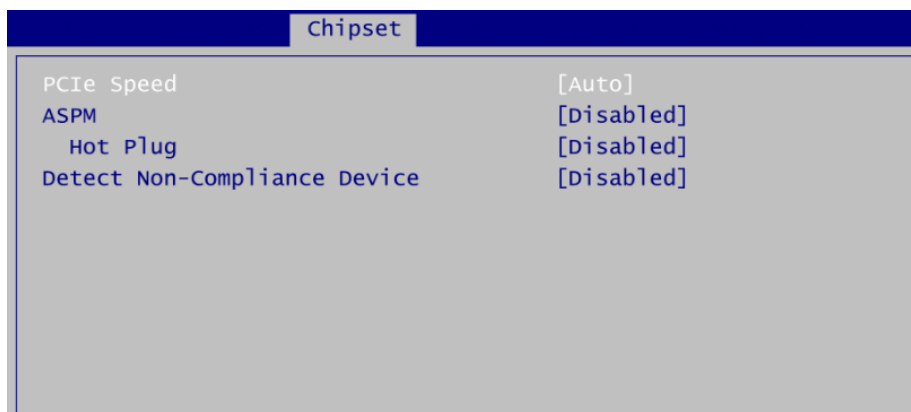 Chipset
PCIe Speed [Auto]
ASPM [Disabled]
Hot Plug [Disabled]
Detect Non-Compliance Device [Disabled]